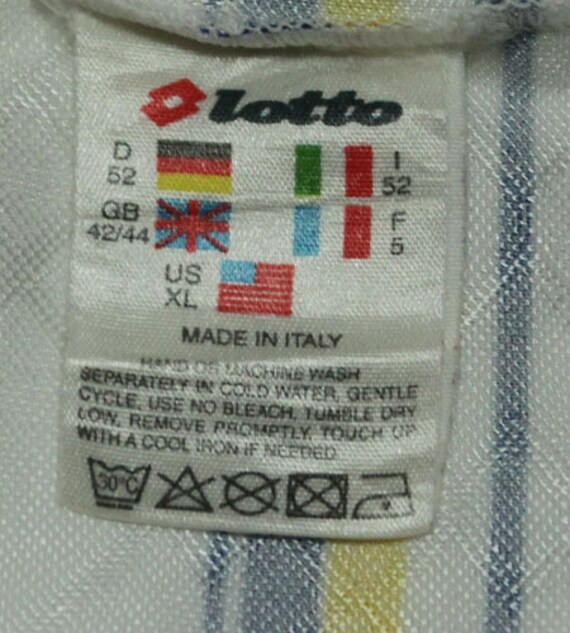 lotto
D 52 I 52
GB 42/44 F 5
US XL
MADE IN ITALY
HAND OR MACHINE WASH
SEPARATELY IN COLD WATER, GENTLE
CYCLE, USE NO BLEACH, TUMBLE DRY
LOW, REMOVE PROMPTLY, TOUCH UP
WITH A COOL IRON IF NEEDED
30°C